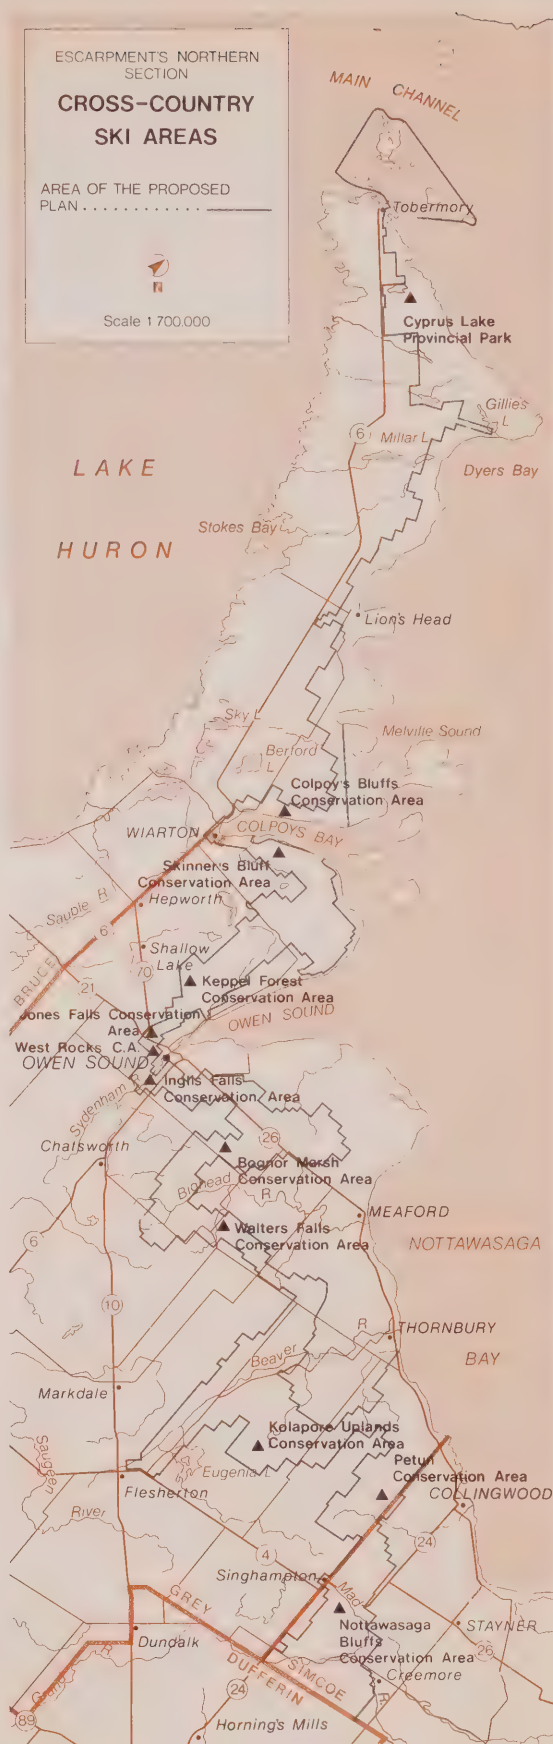 ESCARPMENT'S NORTHERN
SECTION
CROSS-COUNTRY
SKI AREAS
AREA OF THE PROPOSED
PLAN . . . . . . . . . . . .
Scale 1 700.000
MAIN CHANNEL
Tobermory
Cyprus Lake
Provincial Park
Gillies
L
6
Millar L
Dyers Bay
LAKE
HURON
Stokes Bay
Lion's Head
Sky L
Melville Sound
Berford
L
Colpoy's Bluffs
Conservation Area
WIARTON
COLPOYS BAY
Skinner's Bluff
Conservation Area
Sauble R
Hepworth
6
Shallow
Lake
BRUCE
21
70
Keppel Forest
Conservation Area
OWEN SOUND
Jones Falls Conservation
Area
West Rocks C.A.
OWEN SOUND
Inglis Falls
Conservation Area
Sydenham R
26
Chatsworth
Bognor Marsh
Conservation Area
Bighead
R
MEAFORD
Walters Falls
Conservation Area
6
NOTTAWASAGA
BAY
10
R
THORNBURY
Beaver
Markdale
Kolapore Uplands
Conservation Area
Petun
Conservation Area
Saugeen
River
Eugenia L
Flesherton
COLLINGWOOD
4
24
Singhampton
Mad
R.
GREY
Nottawasaga
Bluffs
Conservation Area
STAYNER
26
Dundalk
SIMCOE
DUFFERIN
Creemore
Grand R
24
89
Horning's Mills